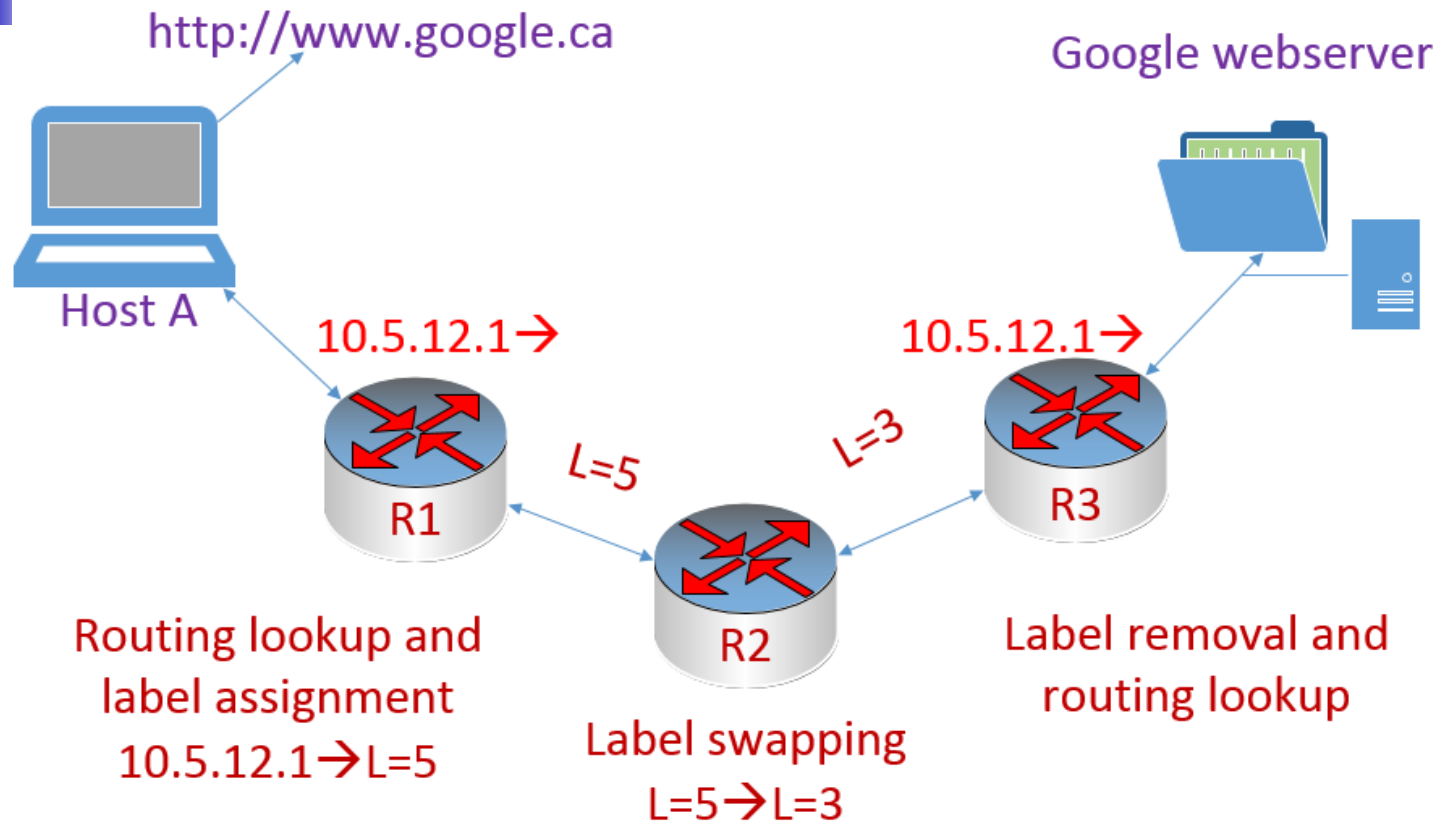 http://www.google.ca
Google webserver
Host A
10.5.12.1→
10.5.12.1→
L=5
L=3
R1
R2
R3
Routing lookup and
label assignment
10.5.12.1→L=5
Label swapping
L=5→L=3
Label removal and
routing lookup